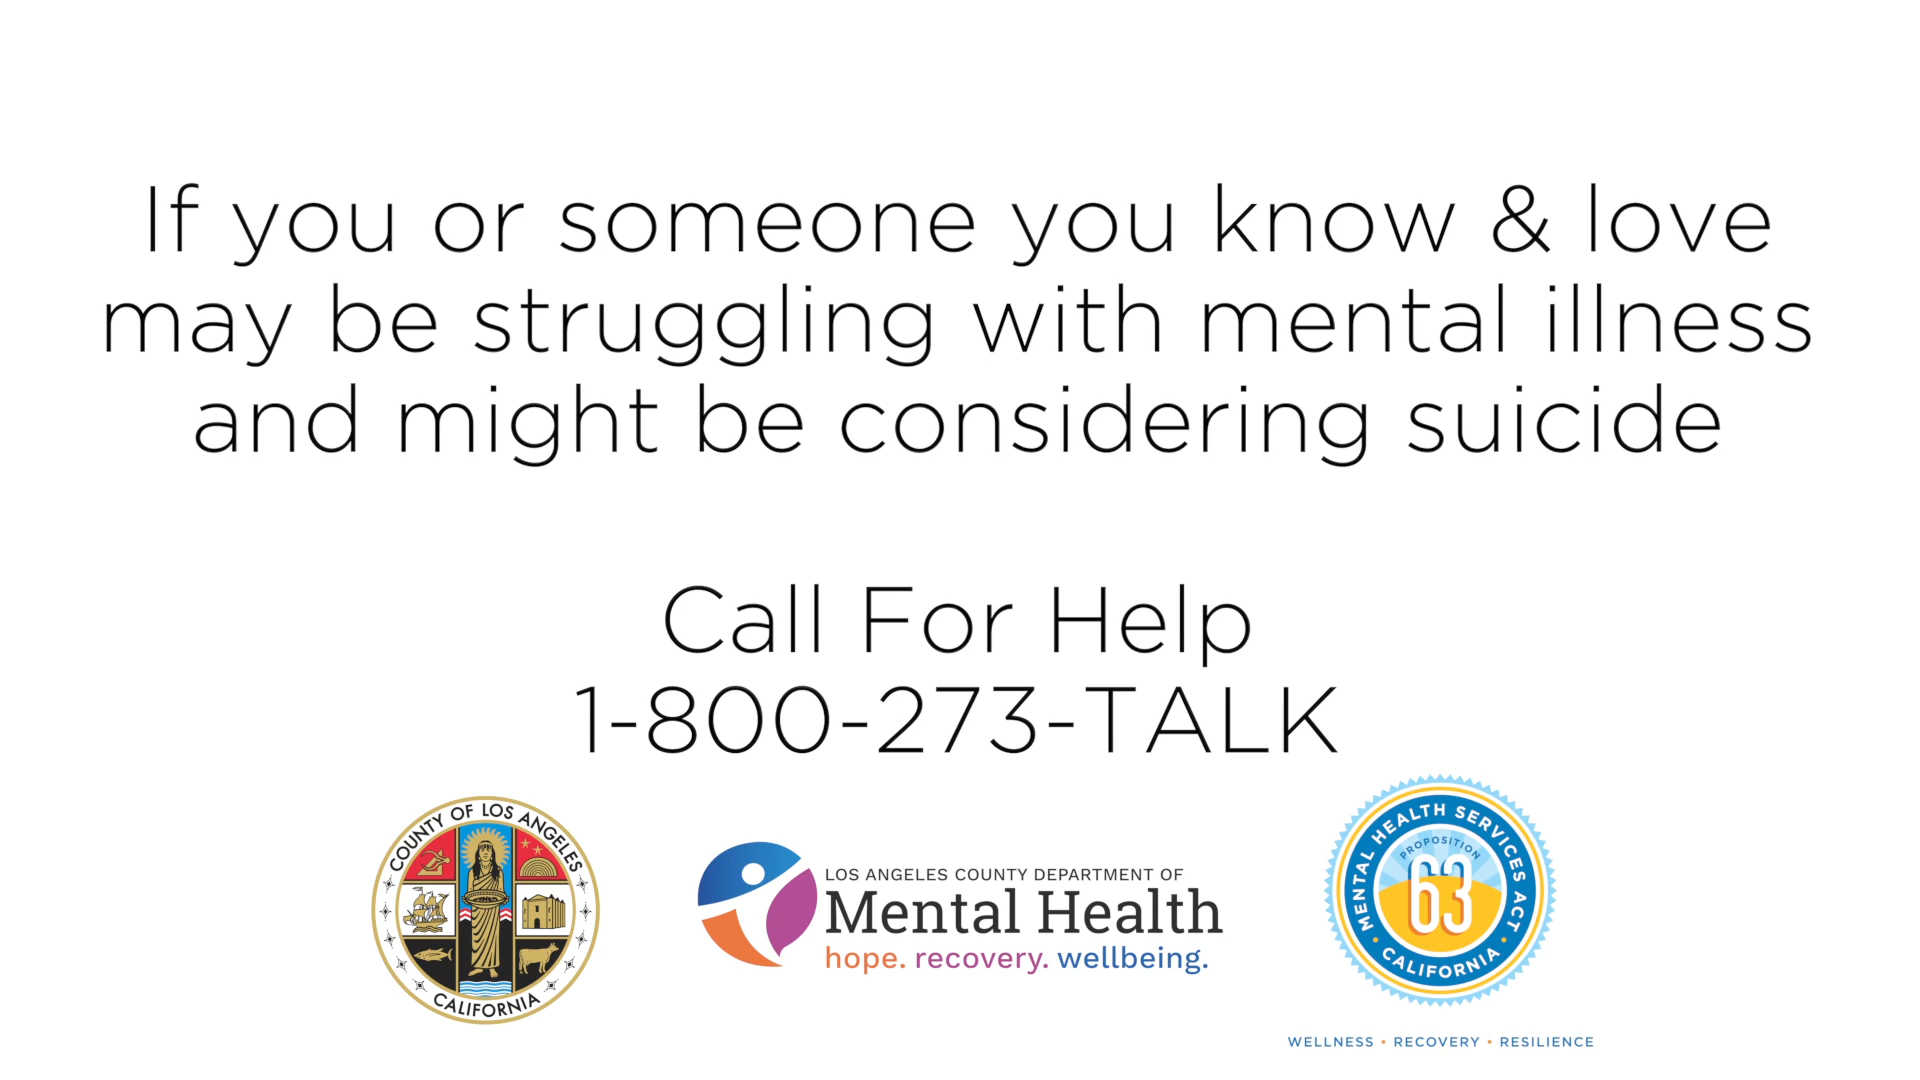 If you or someone you know & love
may be struggling with mental illness
and might be considering suicide
Call For Help
1-800-273-TALK
COUNTY OF LOS ANGELES
CALIFORNIA
LOS ANGELES COUNTY DEPARTMENT OF
Mental Health
hope. recovery. wellbeing.
MENTAL HEALTH SERVICES ACT
PROPOSITION
63
• CALIFORNIA •
WELLNESS • RECOVERY • RESILIENCE